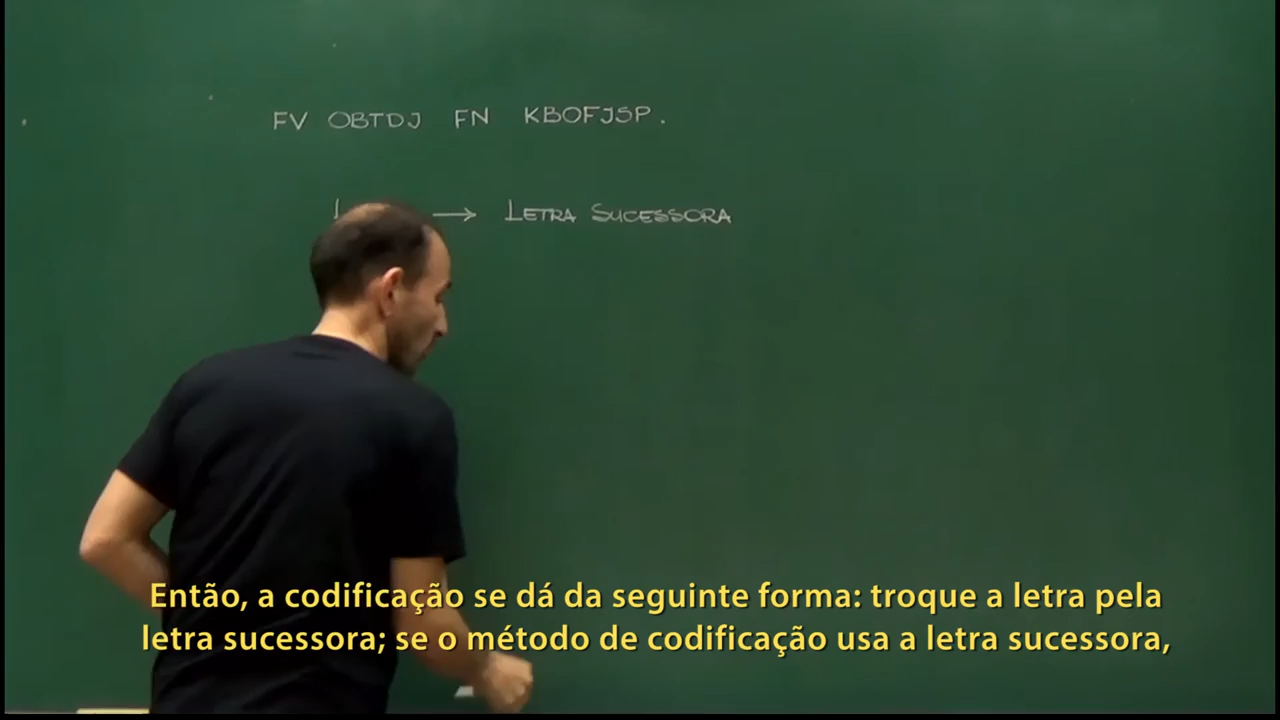 FV OBTDJ FN KBOFJSP.
→ LETRA SUCESSORA
Então, a codificação se dá da seguinte forma: troque a letra pela
letra sucessora; se o método de codificação usa a letra sucessora,